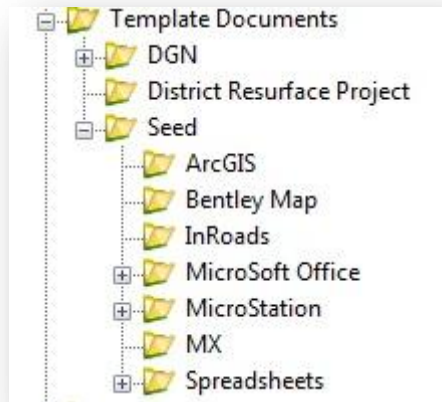 Template Documents
DGN
District Resurface Project
Seed
ArcGIS
Bentley Map
InRoads
MicroSoft Office
MicroStation
MX
Spreadsheets